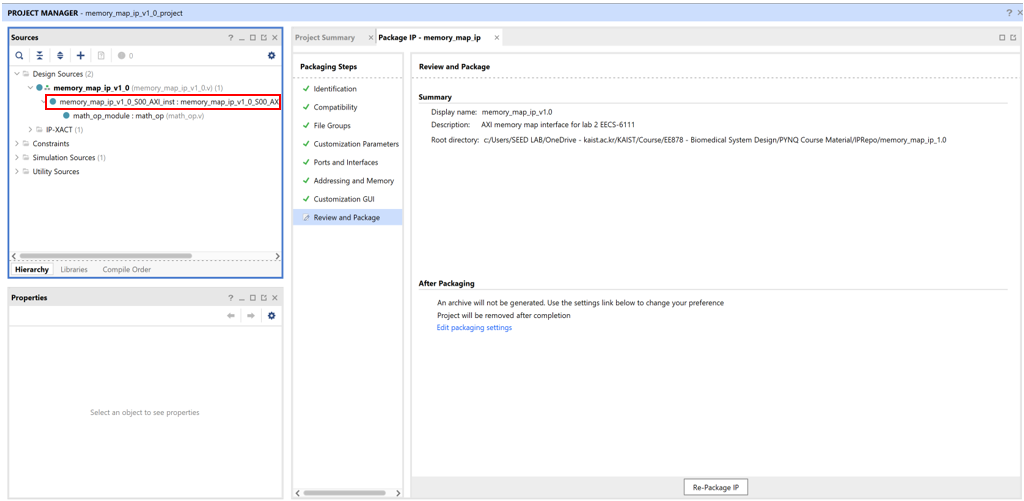 PROJECT MANAGER - memory_map_ip_v1_0_project
Sources
0
Design Sources (2)
memory_map_ip_v1_0 (memory_map_ip_v1_0.v) (1)
memory_map_ip_v1_0_S00_AXI_inst : memory_map_ip_v1_0_S00_AX
math_op_module : math_op (math_op.v)
IP-XACT (1)
Constraints
Simulation Sources (1)
Utility Sources
Hierarchy Libraries Compile Order
Properties
Select an object to see properties
Project Summary Package IP - memory_map_ip
Packaging Steps
Identification
Compatibility
File Groups
Customization Parameters
Ports and Interfaces
Addressing and Memory
Customization GUI
Review and Package
Review and Package
Summary
Display name: memory_map_ip_v1.0
Description: AXI memory map interface for lab 2 EECS-6111
Root directory: c:/Users/SEED LAB/OneDrive - kaist.ac.kr/KAIST/Course/EE878 - Biomedical System Design/PYNQ Course Material/IPRepo/memory_map_ip_1.0
After Packaging
An archive will not be generated. Use the settings link below to change your preference
Project will be removed after completion
Edit packaging settings
Re-Package IP